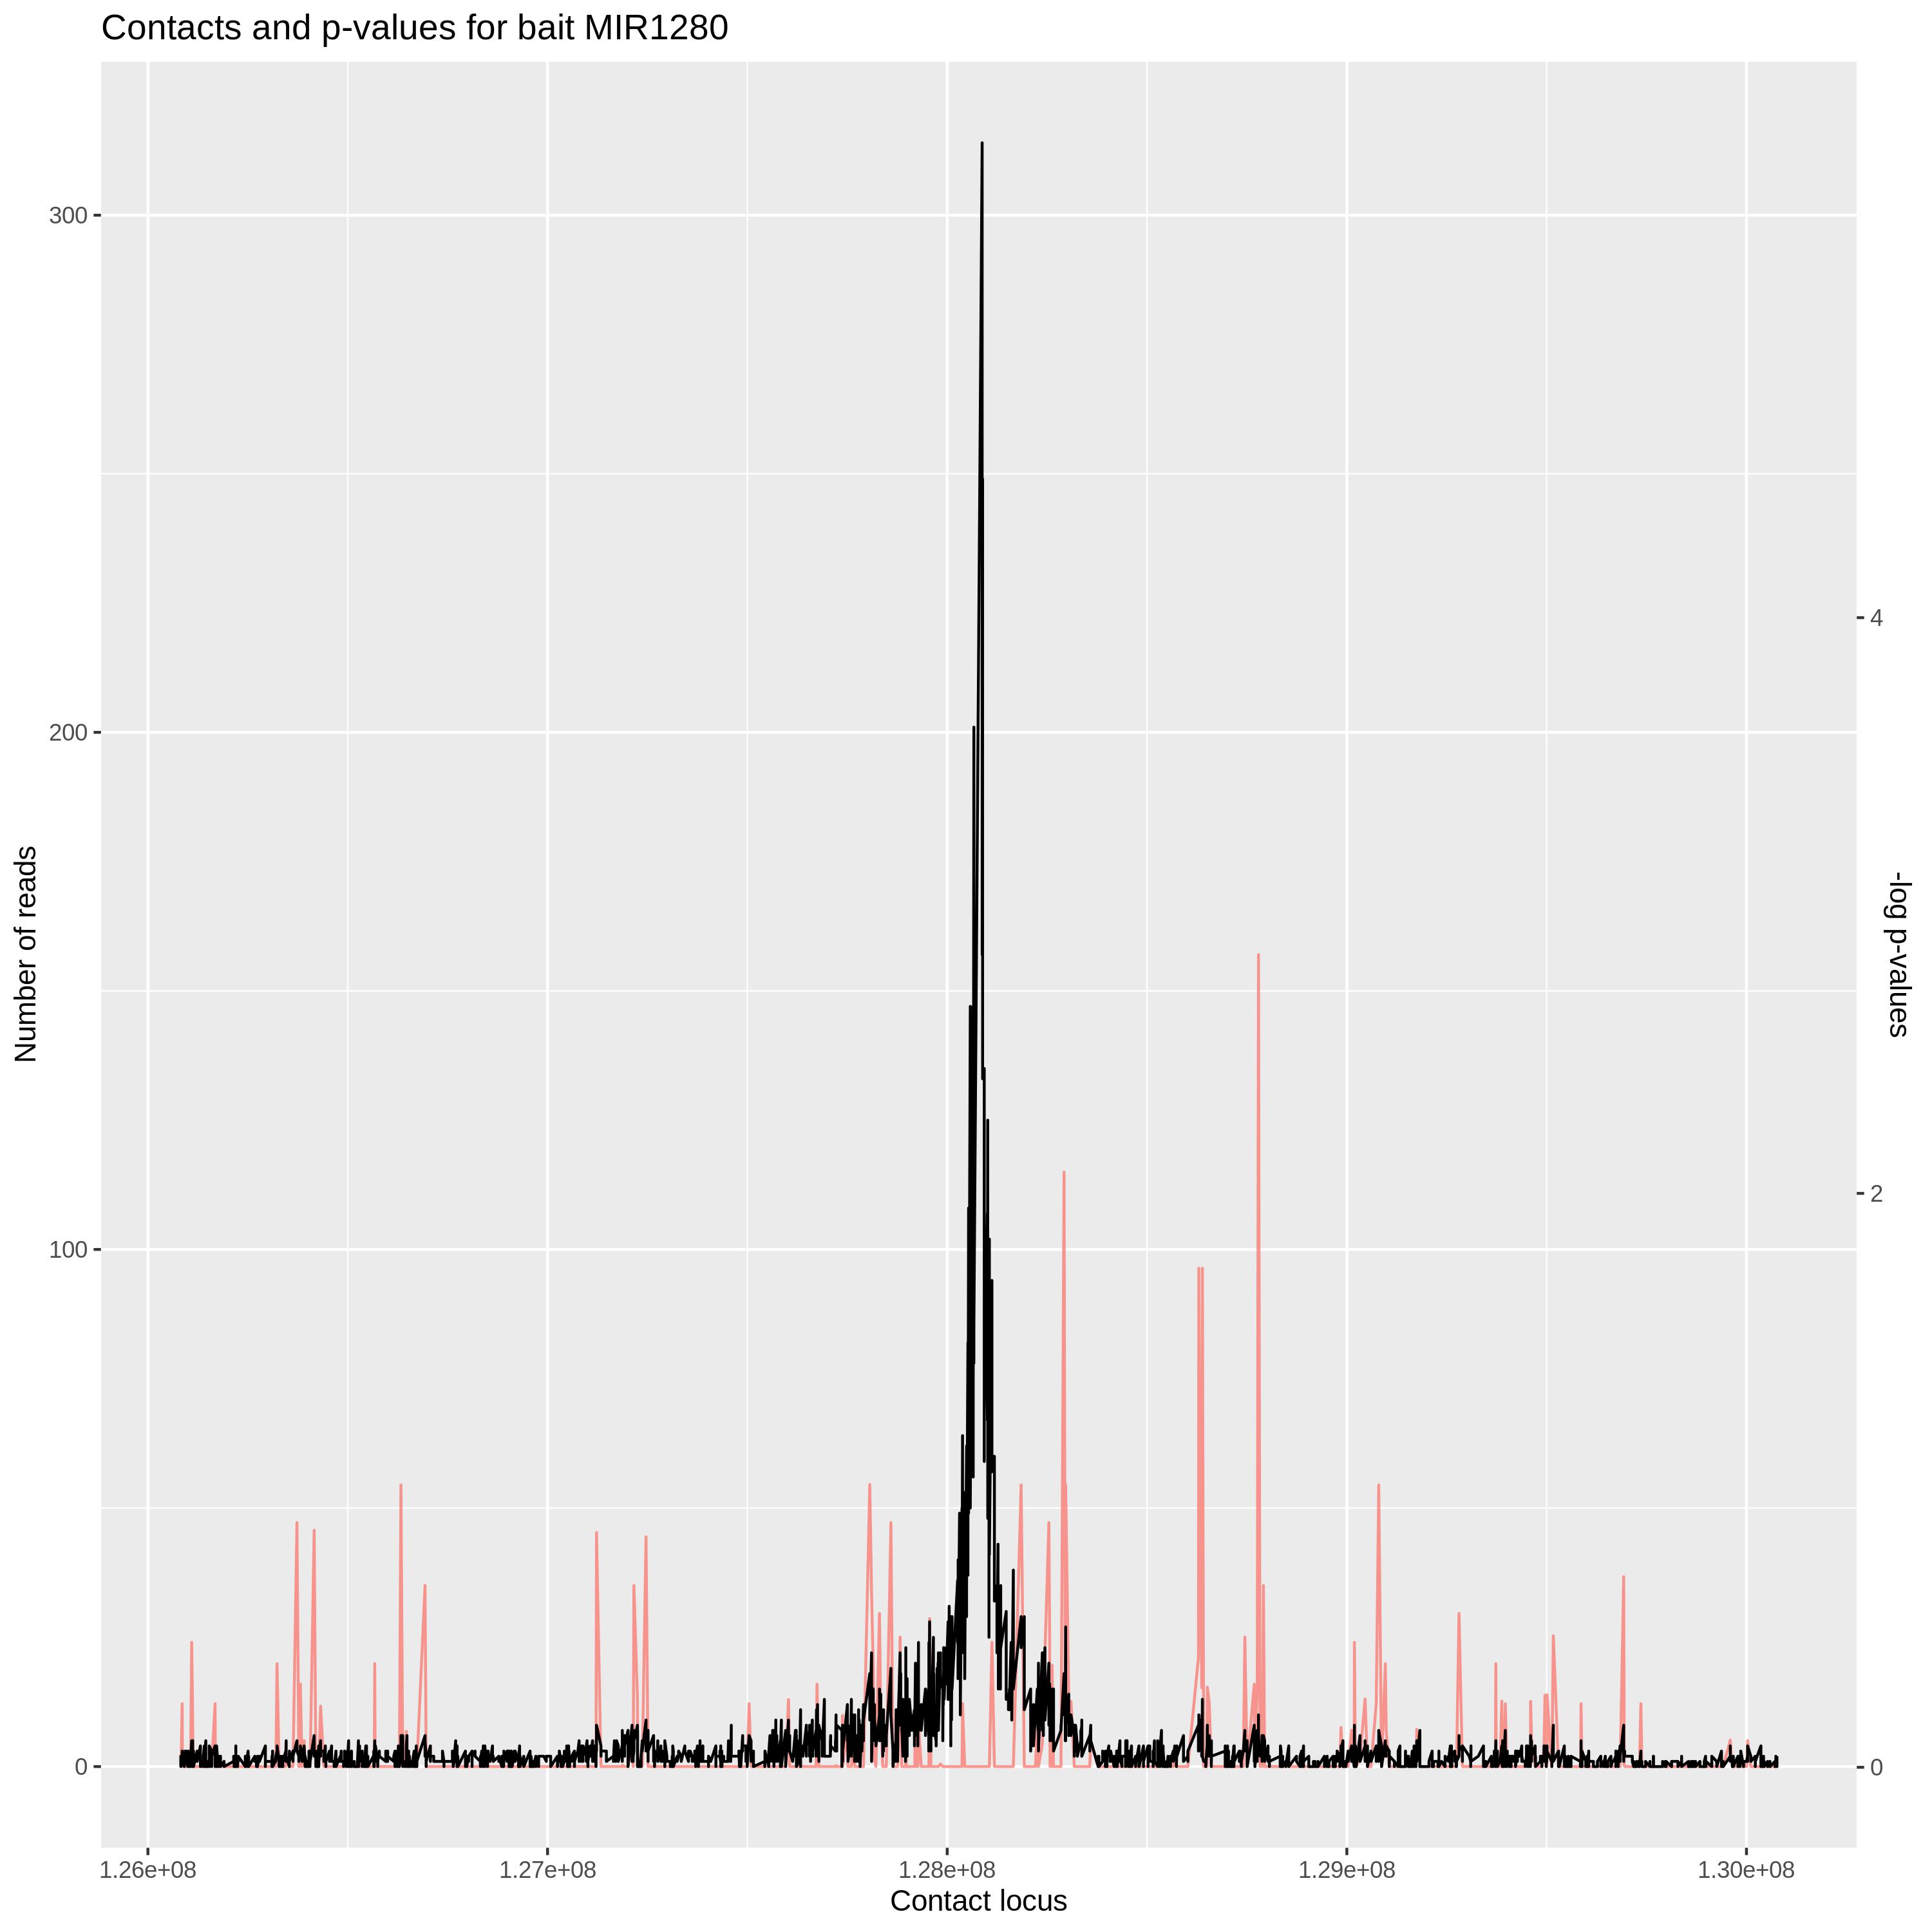 Contacts and p-values for bait MIR1280
300
200
100
0
Number of reads
4
2
0
-log p-values
1.26e+08 1.27e+08 1.28e+08 1.29e+08 1.30e+08
Contact locus